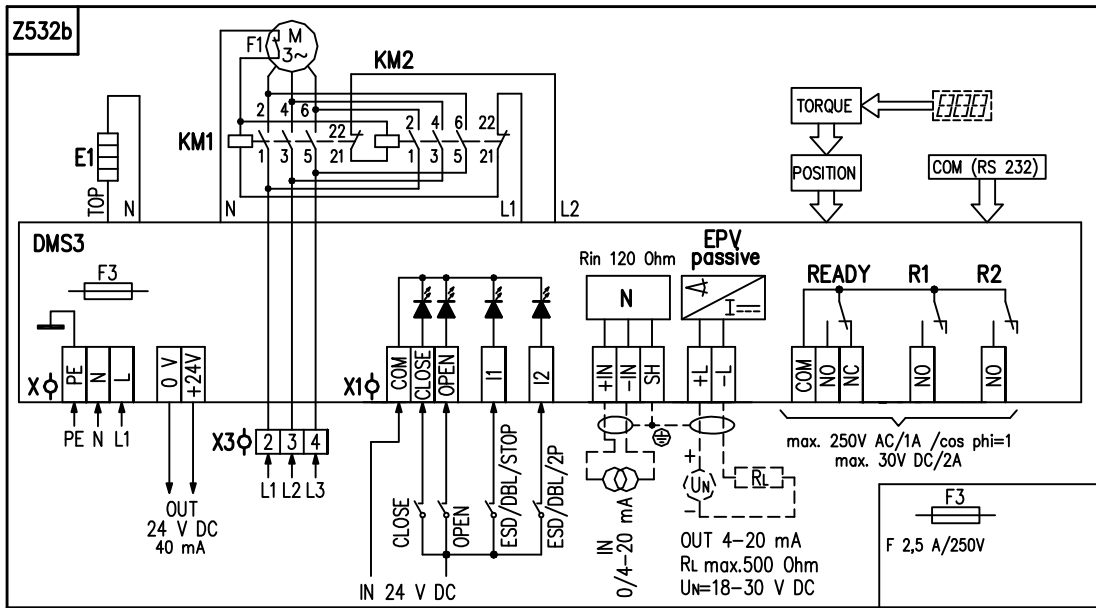 Z532b
F1
M
3~
KM2
2 4 6
22
2 4 6 22
KM1
1 3 5
21
1 3 5 21
E1
TOP
N
N
L1
L2
TORQUE
POSITION
COM (RS 232)
DMS3
F3
Rin 120 Ohm
N
EPV
passive
I
READY
R1
R2
X
PE
N
L
0 V
+24V
X1
COM
CLOSE
OPEN
I1
I2
+IN
-IN
SH
+L
-L
COM
NO
NC
NO
NO
PE N L1
X3
2 3 4
L1 L2 L3
OUT
24 V DC
40 mA
CLOSE
OPEN
ESD/DBL/STOP
ESD/DBL/2P
IN 24 V DC
IN
0/4-20 mA
+
UN
-
RL
OUT 4-20 mA
RL max.500 Ohm
UN=18-30 V DC
max. 250V AC/1A /cos phi=1
max. 30V DC/2A
F3
F 2,5 A/250V